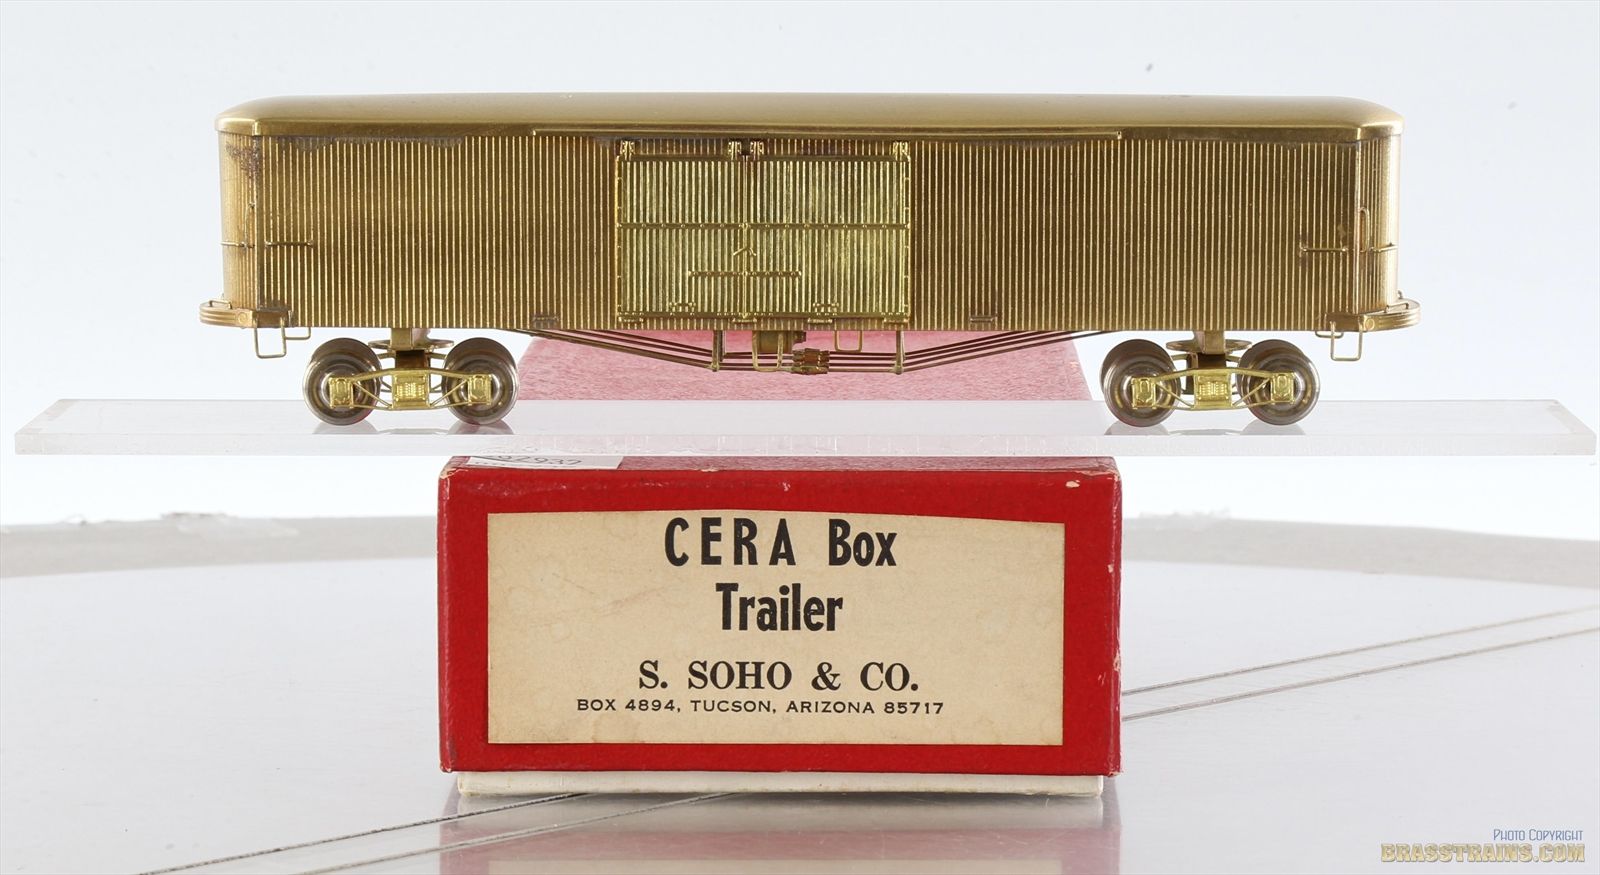 CERA Box
Trailer
S. SOHO & CO.
BOX 4894, TUCSON, ARIZONA 85717
PHOTO COPYRIGHT
BRASSTRAINS.COM